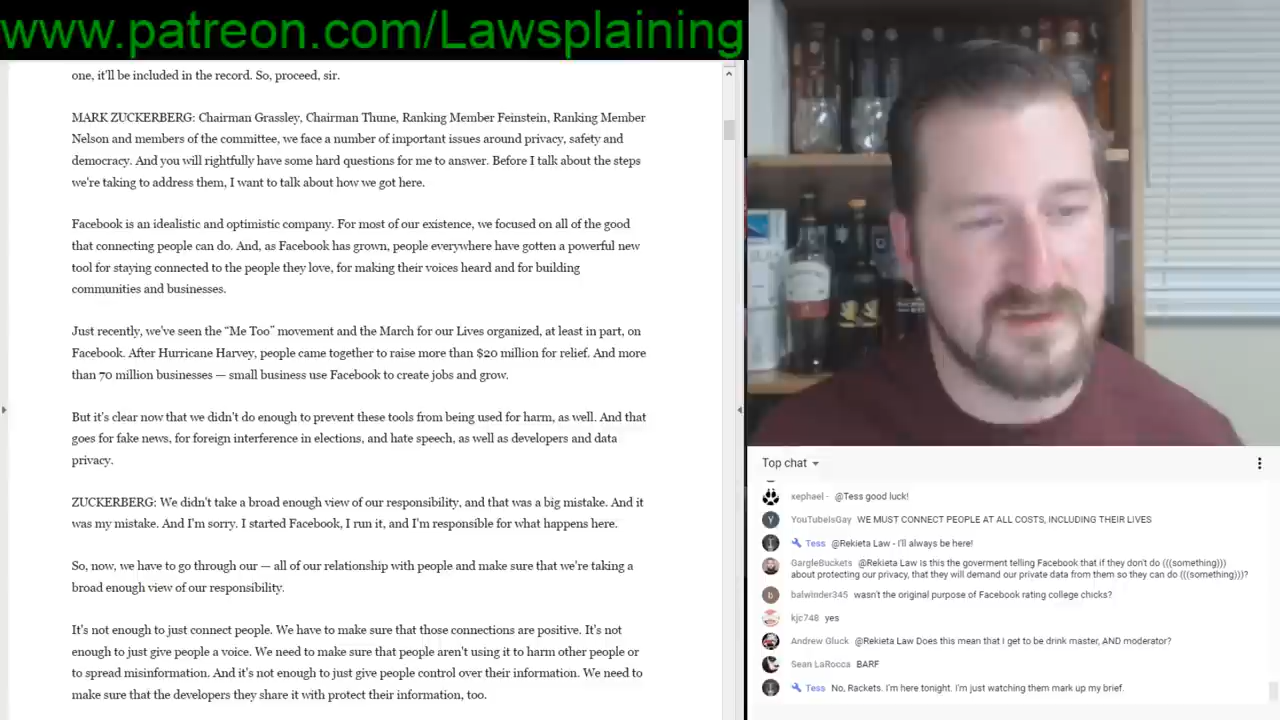 www.patreon.com/Lawsplaining
one, it'll be included in the record. So, proceed, sir.
MARK ZUCKERBERG: Chairman Grassley, Chairman Thune, Ranking Member Feinstein, Ranking Member
Nelson and members of the committee, we face a number of important issues around privacy, safety and
democracy. And you will rightfully have some hard questions for me to answer. Before I talk about the steps
we're taking to address them, I want to talk about how we got here.
Facebook is an idealistic and optimistic company. For most of our existence, we focused on all of the good
that connecting people can do. And, as Facebook has grown, people everywhere have gotten a powerful new
tool for staying connected to the people they love, for making their voices heard and for building
communities and businesses.
Just recently, we've seen the “Me Too” movement and the March for our Lives organized, at least in part, on
Facebook. After Hurricane Harvey, people came together to raise more than $20 million for relief. And more
than 70 million businesses — small business use Facebook to create jobs and grow.
But it's clear now that we didn't do enough to prevent these tools from being used for harm, as well. And that
goes for fake news, for foreign interference in elections, and hate speech, as well as developers and data
privacy.
ZUCKERBERG: We didn't take a broad enough view of our responsibility, and that was a big mistake. And it
was my mistake. And I'm sorry. I started Facebook, I run it, and I'm responsible for what happens here.
So, now, we have to go through our — all of our relationship with people and make sure that we're taking a
broad enough view of our responsibility.
It's not enough to just connect people. We have to make sure that those connections are positive. It's not
enough to just give people a voice. We need to make sure that people aren't using it to harm other people or
to spread misinformation. And it's not enough to just give people control over their information. We need to
make sure that the developers they share it with protect their information, too.
Top chat
xephael - @Tess good luck!
Y YouTubeIsGay WE MUST CONNECT PEOPLE AT ALL COSTS, INCLUDING THEIR LIVES
Tess @Rekieta Law - I'll always be here!
GargleBuckets @Rekieta Law is this the goverment telling Facebook that if they don't do (((something)))
about protecting our privacy, that they will demand our private data from them so they can do (((something)))?
b balwinder345 wasn't the original purpose of Facebook rating college chicks?
kjc748 yes
Andrew Gluck @Rekieta Law Does this mean that I get to be drink master, AND moderator?
Sean LaRocca BARF
Tess No, Rackets. I'm here tonight. I'm just watching them mark up my brief.